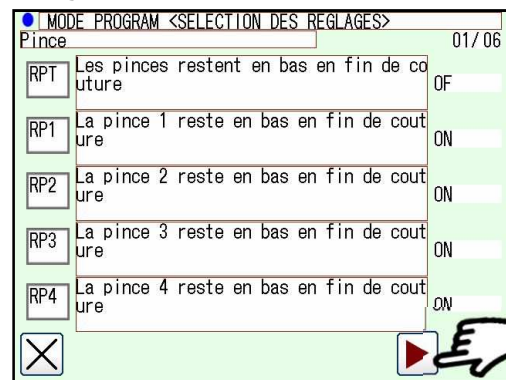 MODE PROGRAM <SELECTION DES REGLAGES>
Pince 01/06
RPT Les pinces restent en bas en fin de co
uture OF
RP1 La pince 1 reste en bas en fin de cout
ure ON
RP2 La pince 2 reste en bas en fin de cout
ure ON
RP3 La pince 3 reste en bas en fin de cout
ure ON
RP4 La pince 4 reste en bas en fin de cout
ure ON